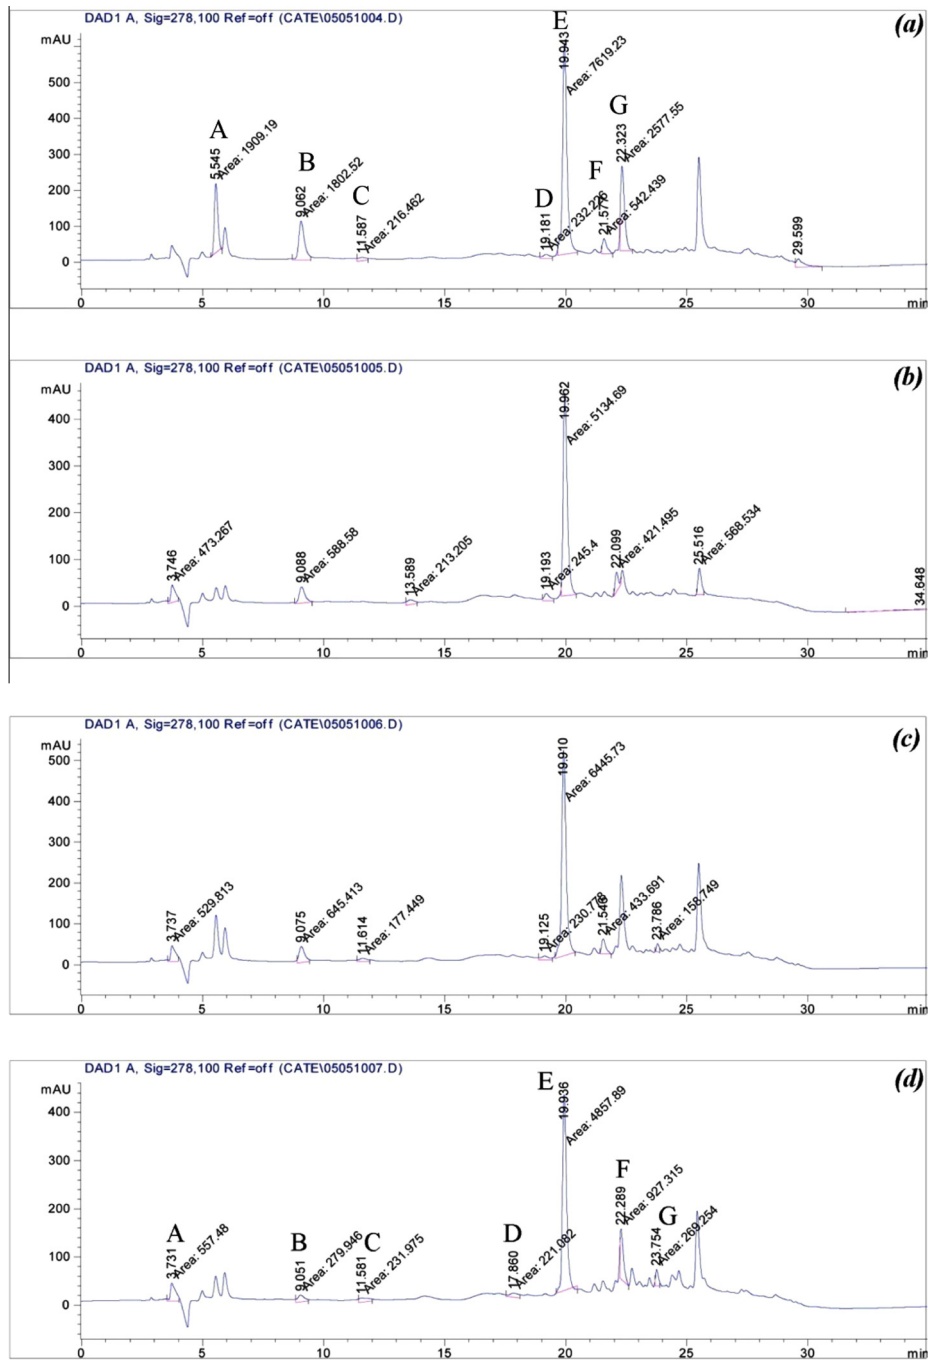 DAD1 A, Sig=278,100 Ref=off (CATE\05051004.D)
(a)
mAU
E
19.943
Area: 7619.23
A
5.545
Area: 1909.19
B
9.062
Area: 1802.52
C
11.587
Area: 216.462
D
19.181
Area: 232.226
F
21.577
Area: 542.439
G
22.323
Area: 2577.55
29.599
500
400
300
200
100
0
0 5 10 15 20 25 30 min
DAD1 A, Sig=278,100 Ref=off (CATE\05051005.D)
(b)
mAU
3.746
Area: 473.267
9.088
Area: 588.58
13.589
Area: 213.205
19.193
Area: 245.4
19.962
Area: 5134.69
22.099
Area: 421.495
25.516
Area: 568.534
34.648
400
300
200
100
0
0 5 10 15 20 25 30 min
DAD1 A, Sig=278,100 Ref=off (CATE\05051006.D)
(c)
mAU
3.737
Area: 529.813
9.075
Area: 645.413
11.614
Area: 177.449
19.125
Area: 230.778
19.910
Area: 6445.73
Area: 433.691
23.786
Area: 158.749
500
400
300
200
100
0
0 5 10 15 20 25 30 min
DAD1 A, Sig=278,100 Ref=off (CATE\05051007.D)
(d)
mAU
A
3.731
Area: 557.48
B
9.051
Area: 279.946
C
11.581
Area: 231.975
D
17.860
Area: 221.082
E
19.936
Area: 4857.89
F
22.289
Area: 927.315
G
23.754
Area: 269.254
400
300
200
100
0
0 5 10 15 20 25 30 min